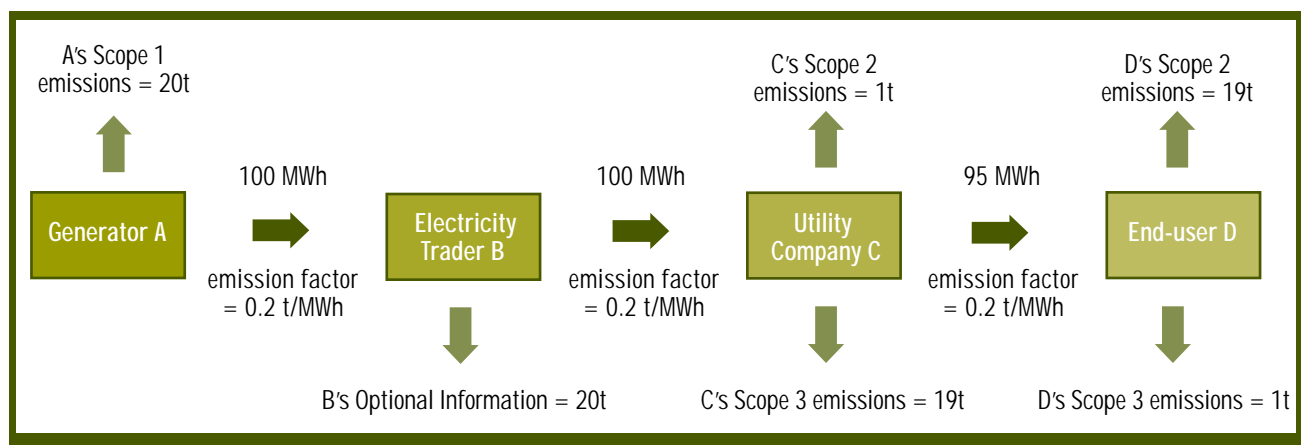 A's Scope 1
emissions = 20t
C's Scope 2
emissions = 1t
D's Scope 2
emissions = 19t
Generator A
100 MWh
emission factor
= 0.2 t/MWh
Electricity
Trader B
100 MWh
emission factor
= 0.2 t/MWh
Utility
Company C
95 MWh
emission factor
= 0.2 t/MWh
End-user D
B's Optional Information = 20t
C's Scope 3 emissions = 19t
D's Scope 3 emissions = 1t